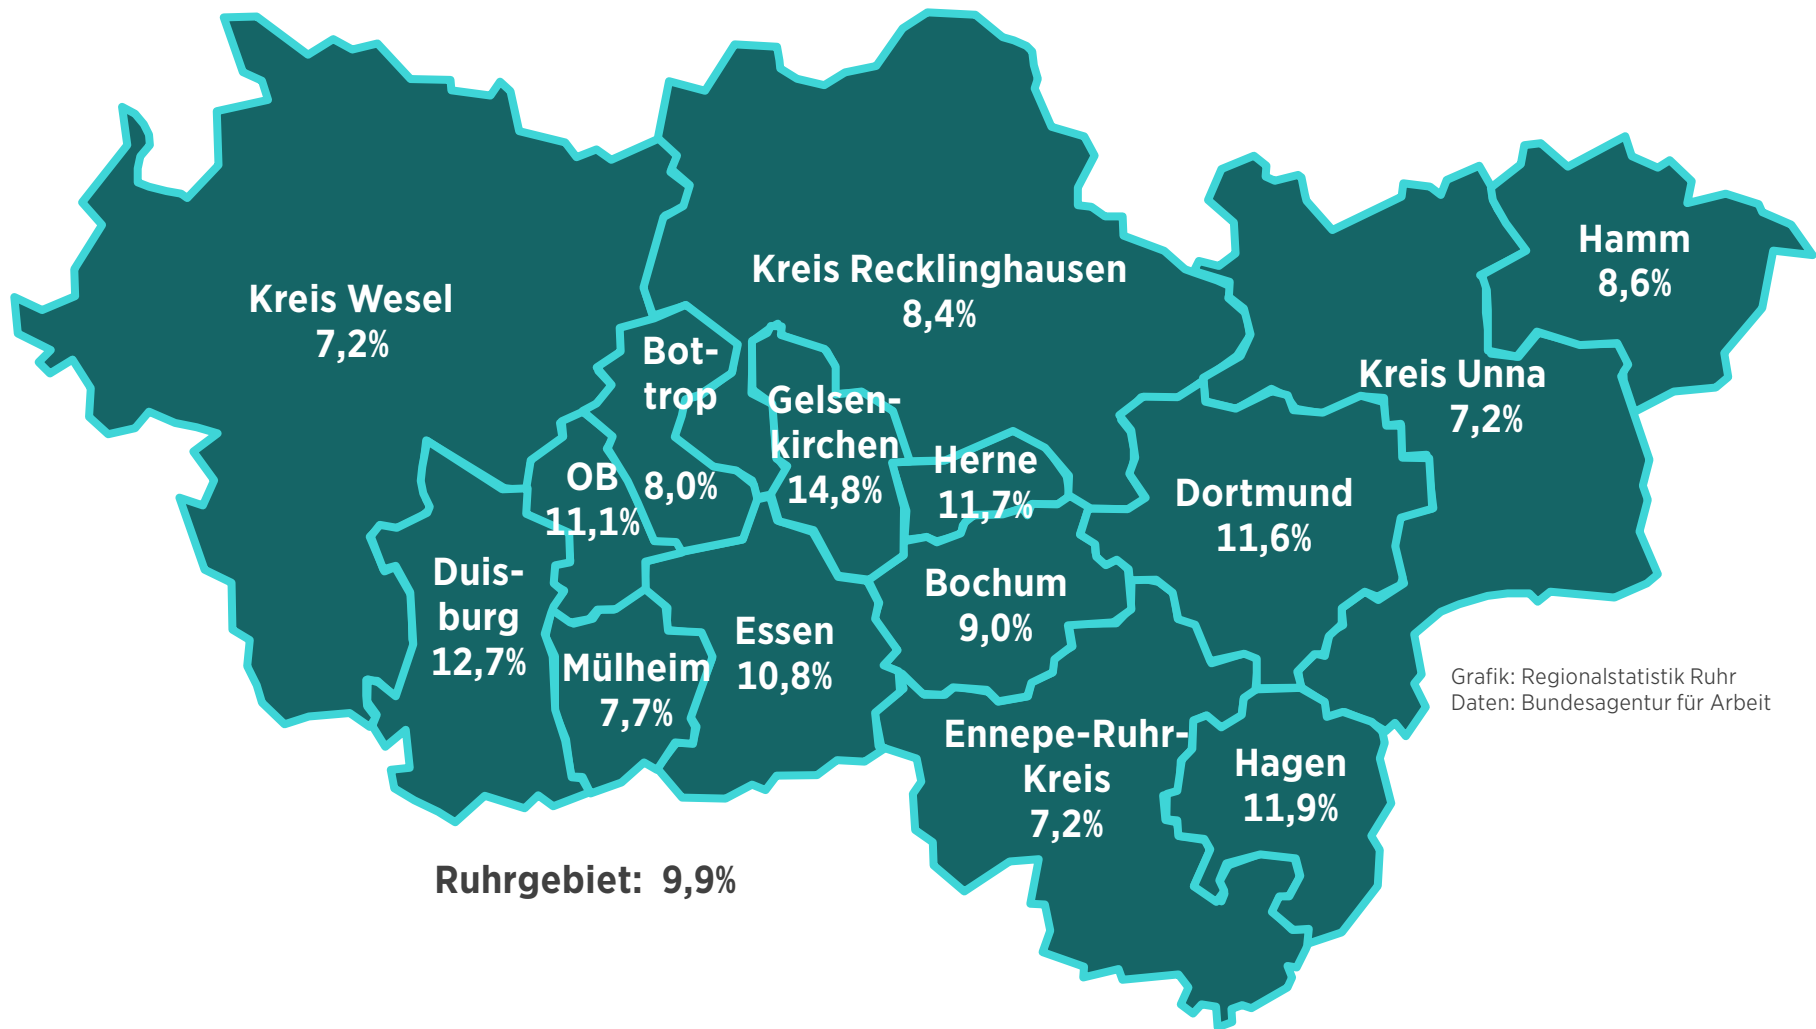 Kreis Wesel
7,2%
Kreis Recklinghausen
8,4%
Hamm
8,6%
Kreis Unna
7,2%
Bot-
trop
8,0%
Gelsen-
kirchen
14,8%
Herne
11,7%
OB
11,1%
Dortmund
11,6%
Duis-
burg
12,7%
Bochum
9,0%
Essen
10,8%
Mülheim
7,7%
Ennepe-Ruhr-
Kreis
7,2%
Hagen
11,9%
Grafik: Regionalstatistik Ruhr
Daten: Bundesagentur für Arbeit
Ruhrgebiet: 9,9%